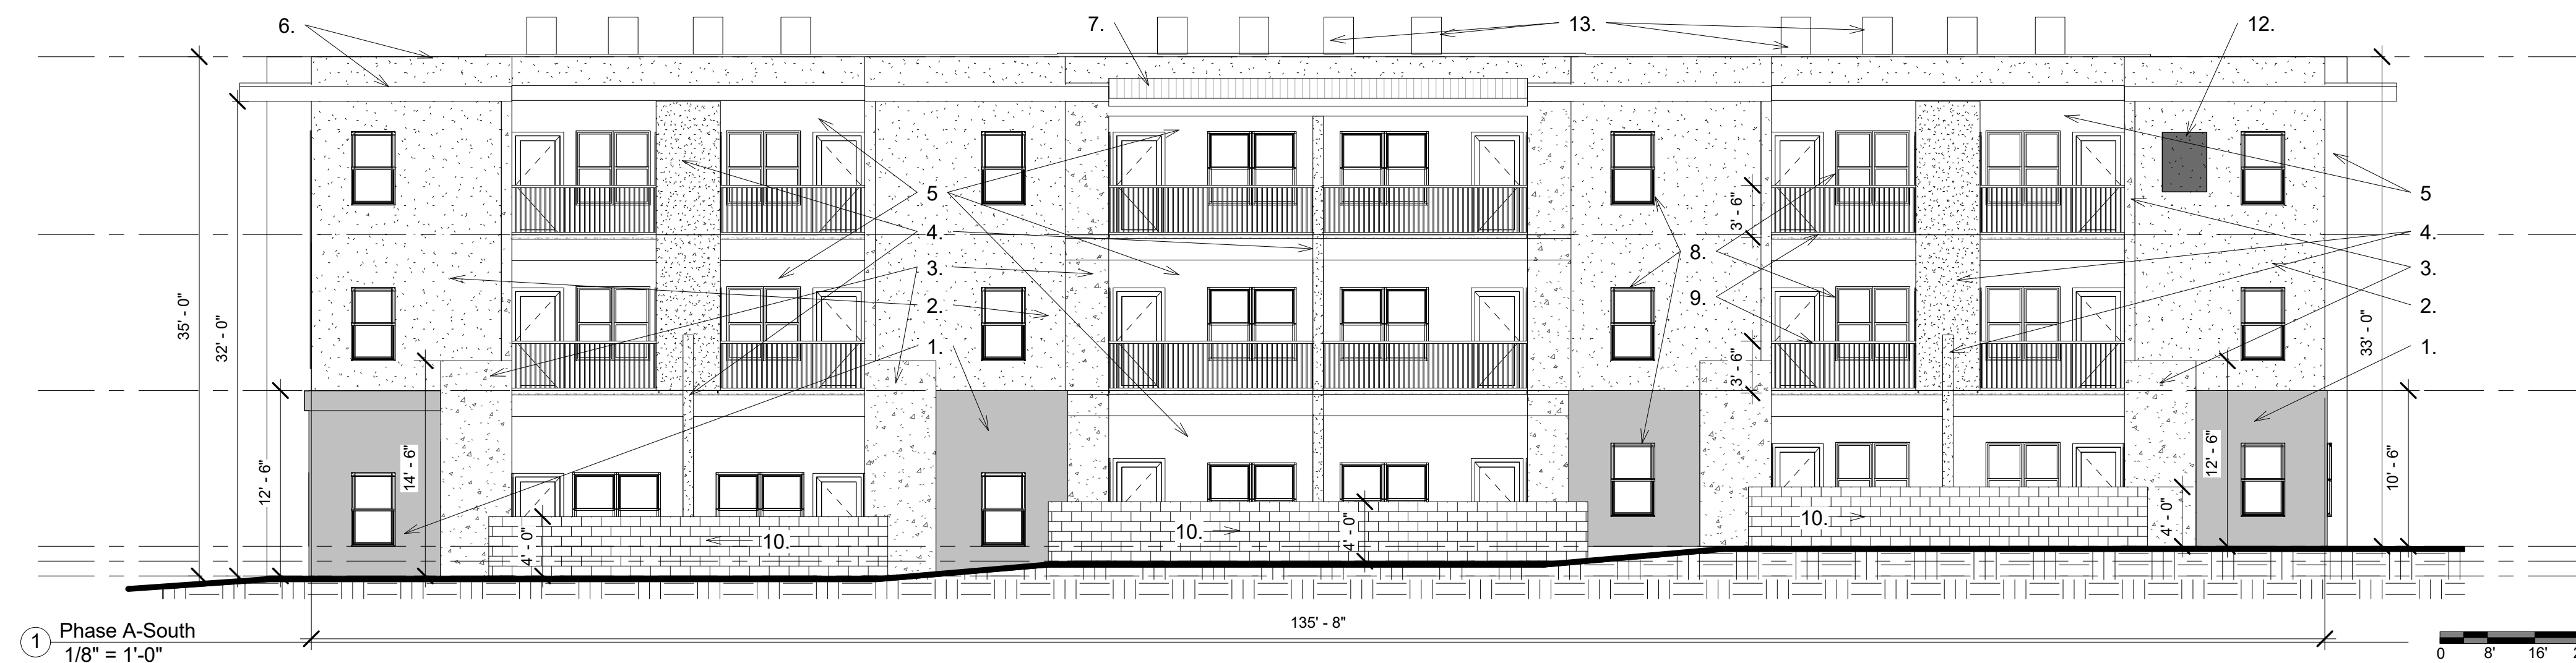 6.
7.
13.
12.
5
4.
3.
2.
1.
8.
9.
5
4.
3.
2.
1.
35' - 0"
32' - 0"
12' - 6"
14' - 6"
4' - 0"
10.
10.
4' - 0"
3' - 6"
3' - 6"
10.
4' - 0"
12' - 6"
33' - 0"
10' - 6"
135' - 8"
1 Phase A-South
1/8" = 1'-0"
0 8' 16'